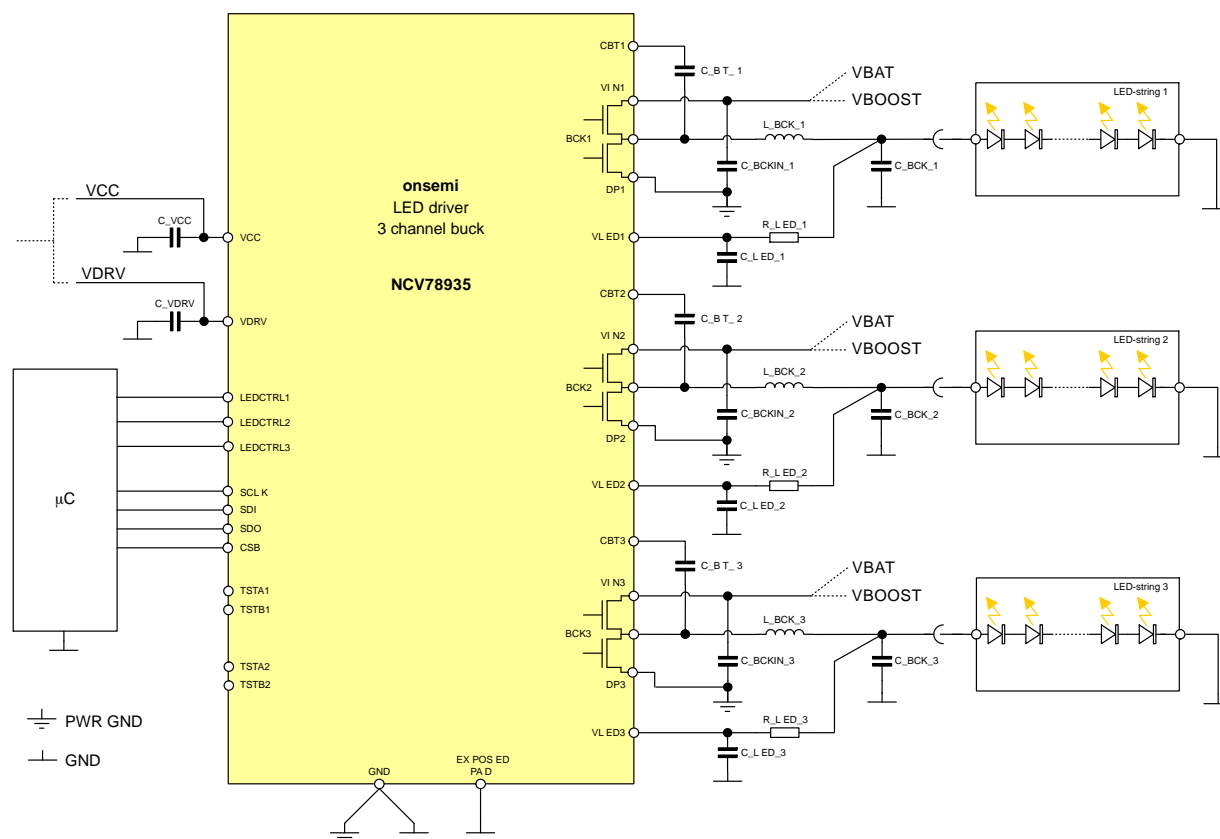 CBT1
C_BT_1
VBAT
VIN1
VBOOST
LED-string 1
L_BCK_1
BCK1
C_BCKIN_1
C_BCK_1
DP1
onsemi
LED driver
3 channel buck
NCV78935
VCC
C_VCC
VCC
R_LED_1
VLED1
C_LED_1
VDRV
C_VDRV
VDRV
CBT2
C_BT_2
VBAT
VIN2
VBOOST
LED-string 2
L_BCK_2
BCK2
C_BCKIN_2
C_BCK_2
DP2
LEDCTRL1
LEDCTRL2
LEDCTRL3
R_LED_2
VLED2
C_LED_2
µC
SCLK
SDI
SDO
CSB
CBT3
C_BT_3
VBAT
VIN3
VBOOST
LED-string 3
TSTA1
TSTB1
L_BCK_3
BCK3
C_BCKIN_3
C_BCK_3
DP3
TSTA2
TSTB2
R_LED_3
VLED3
C_LED_3
PWR GND
GND
GND
EXPOSED
PAD